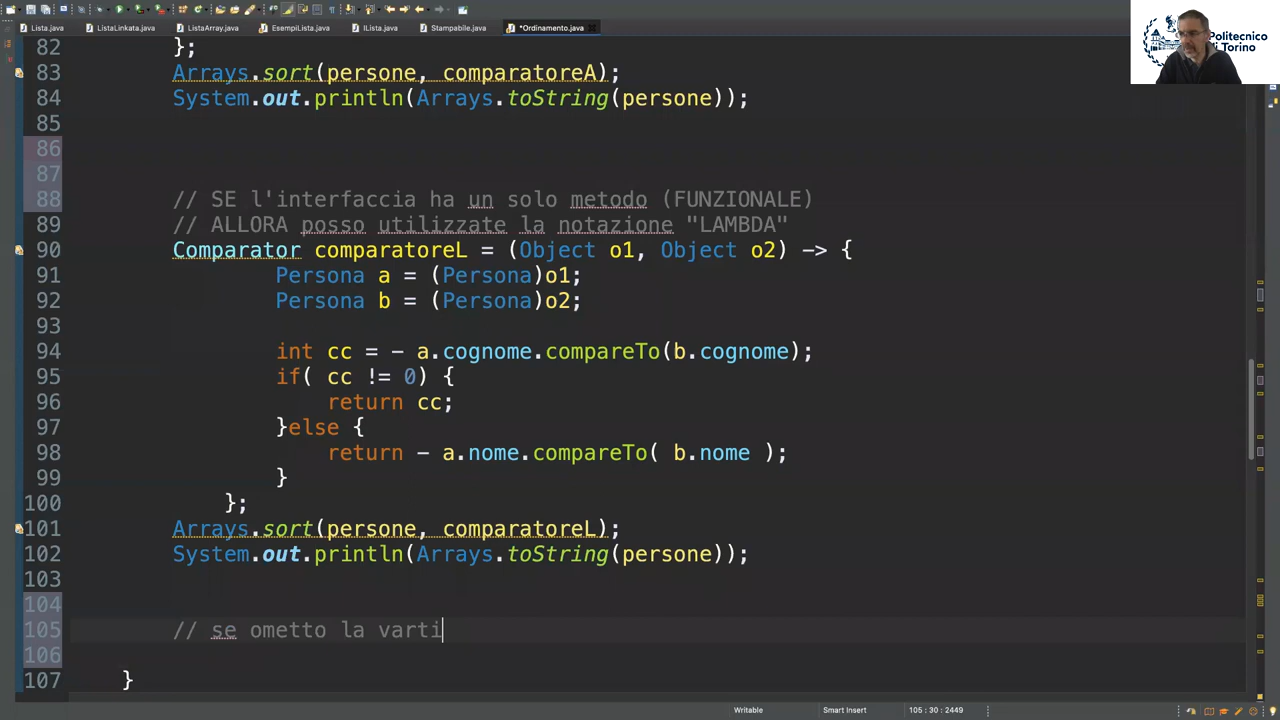 Lista.java ListaLinkata.java ListaArray.java EsempiLista.java ILista.java Stampabile.java *Ordinamento.java
Politecnico
di Torino
82 };
83 Arrays.sort(persone, comparatoreA);
84 System.out.println(Arrays.toString(persone));
85
86
87
88 // SE l'interfaccia ha un solo metodo (FUNZIONALE)
89 // ALLORA posso utilizzate la notazione "LAMBDA"
90 Comparator comparatoreL = (Object o1, Object o2) -> {
91 Persona a = (Persona)o1;
92 Persona b = (Persona)o2;
93
94 int cc = - a.cognome.compareTo(b.cognome);
95 if( cc != 0) {
96 return cc;
97 }else {
98 return - a.nome.compareTo( b.nome );
99 }
100 };
101 Arrays.sort(persone, comparatoreL);
102 System.out.println(Arrays.toString(persone));
103
104
105 // se ometto la varti
106
107 }
Writable Smart Insert 105 : 30 : 2449